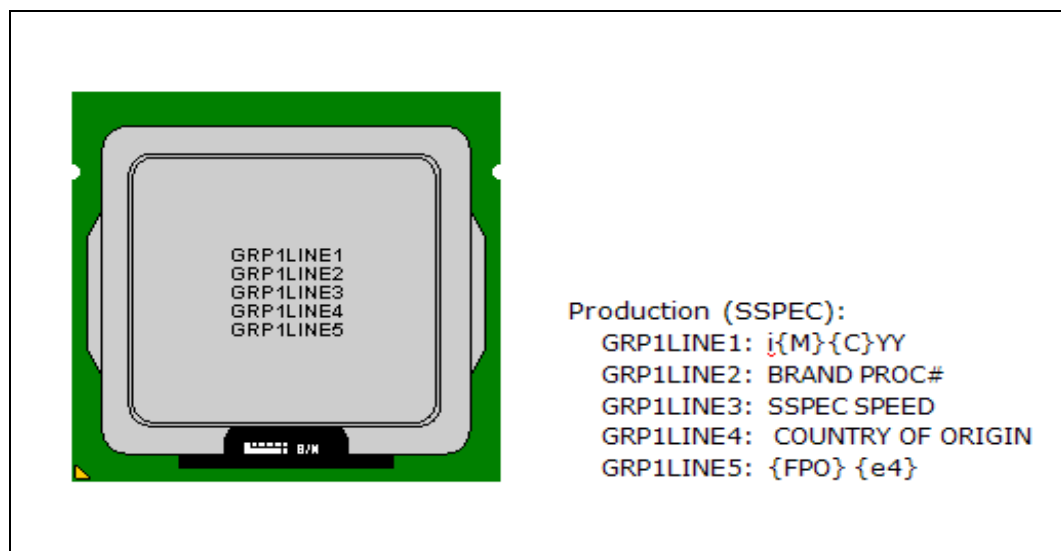 GRP1LINE1
GRP1LINE2
GRP1LINE3
GRP1LINE4
GRP1LINE5
S/N
Production (SSPEC):
GRP1LINE1: i{M}{C}YY
GRP1LINE2: BRAND PROC#
GRP1LINE3: SSPEC SPEED
GRP1LINE4: COUNTRY OF ORIGIN
GRP1LINE5: {FPO} {e4}